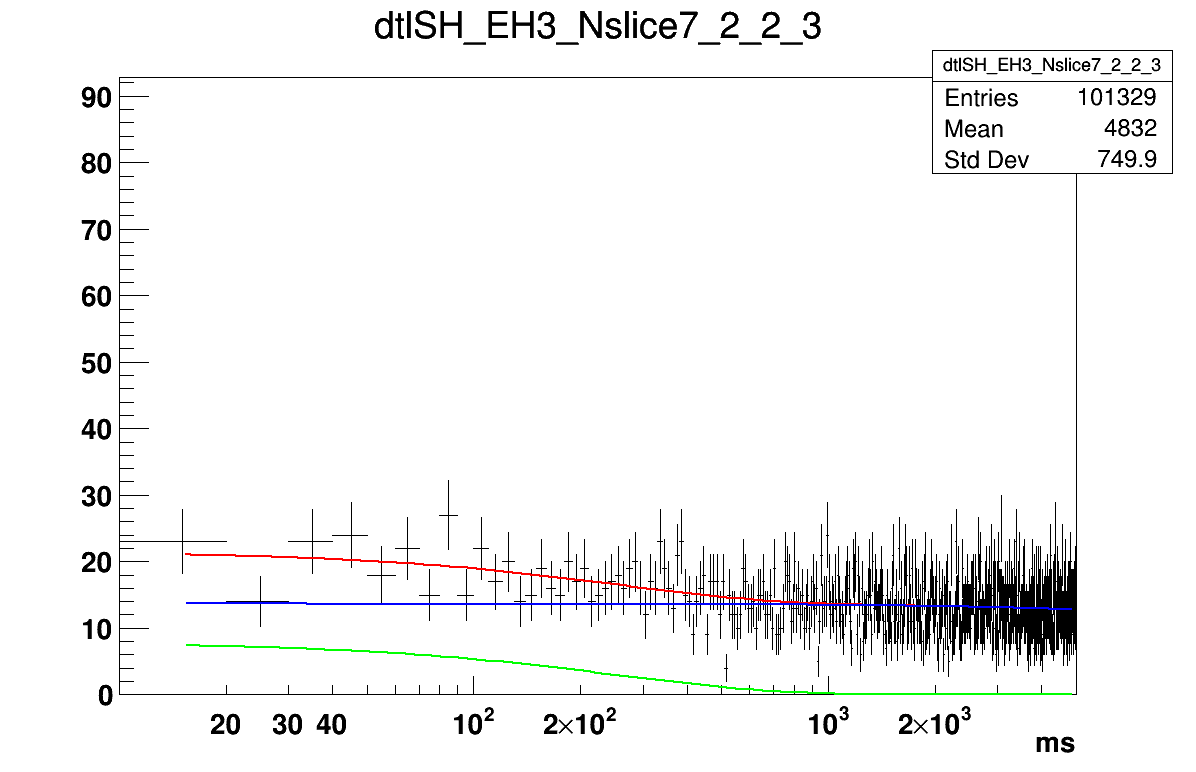 dtlSH_EH3_Nslice7_2_2_3
dtlSH_EH3_Nslice7_2_2_3
Entries 101329
Mean 4832
Std Dev 749.9
90
80
70
60
50
40
30
20
10
0
20 30 40 10² 2×10² 10³ 2×10³
ms